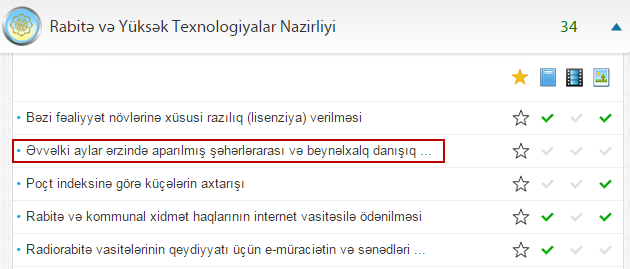 Rabitə və Yüksək Texnologiyalar Nazirliyi 34
Bəzi fəaliyyət növlərinə xüsusi razılıq (lisenziya) verilməsi
Əvvəlki aylar ərzində aparılmış şəhərlərarası və beynəlxalq danışıq ...
Poçt indeksinə görə küçələrin axtarışı
Rabitə və kommunal xidmət haqlarının internet vasitəsilə ödənilməsi
Radiorabitə vasitələrinin qeydiyyatı üçün e-müraciətin və sənədləri ...